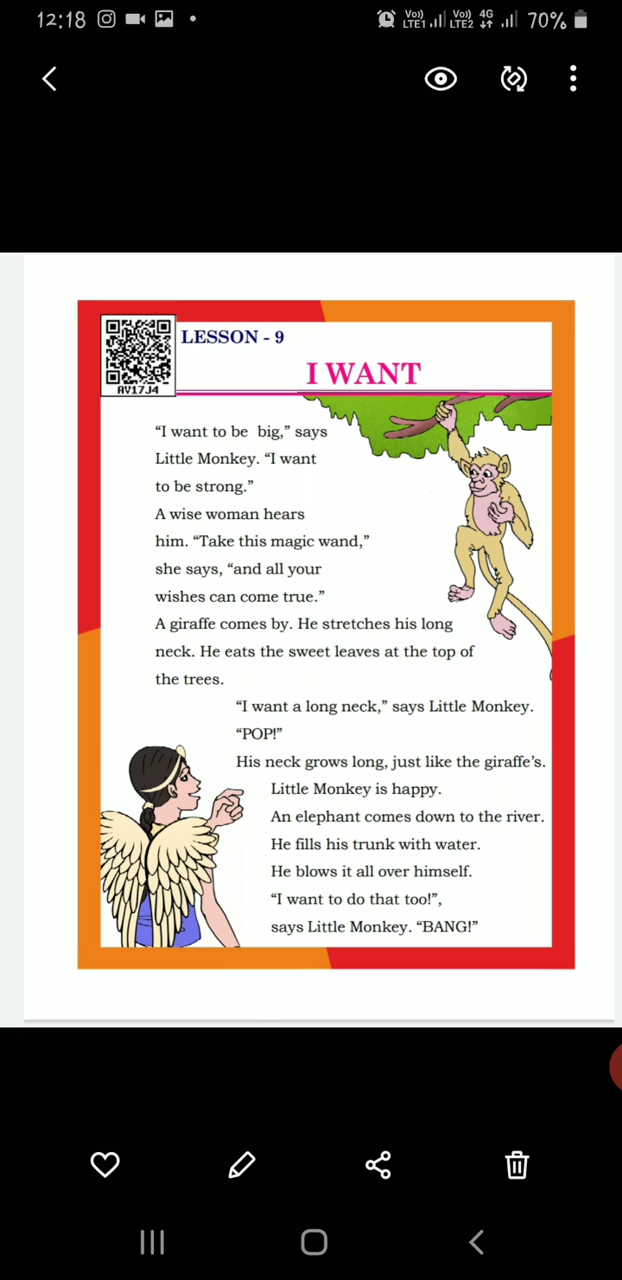 12:18
Vo)) LTE1 Vo)) LTE2 4G 70%
LESSON - 9
AV17J4
I WANT
“I want to be big,” says
Little Monkey. “I want
to be strong.”
A wise woman hears
him. “Take this magic wand,”
she says, “and all your
wishes can come true.”
A giraffe comes by. He stretches his long
neck. He eats the sweet leaves at the top of
the trees.
“I want a long neck,” says Little Monkey.
“POP!”
His neck grows long, just like the giraffe’s.
Little Monkey is happy.
An elephant comes down to the river.
He fills his trunk with water.
He blows it all over himself.
“I want to do that too!”,
says Little Monkey. “BANG!”